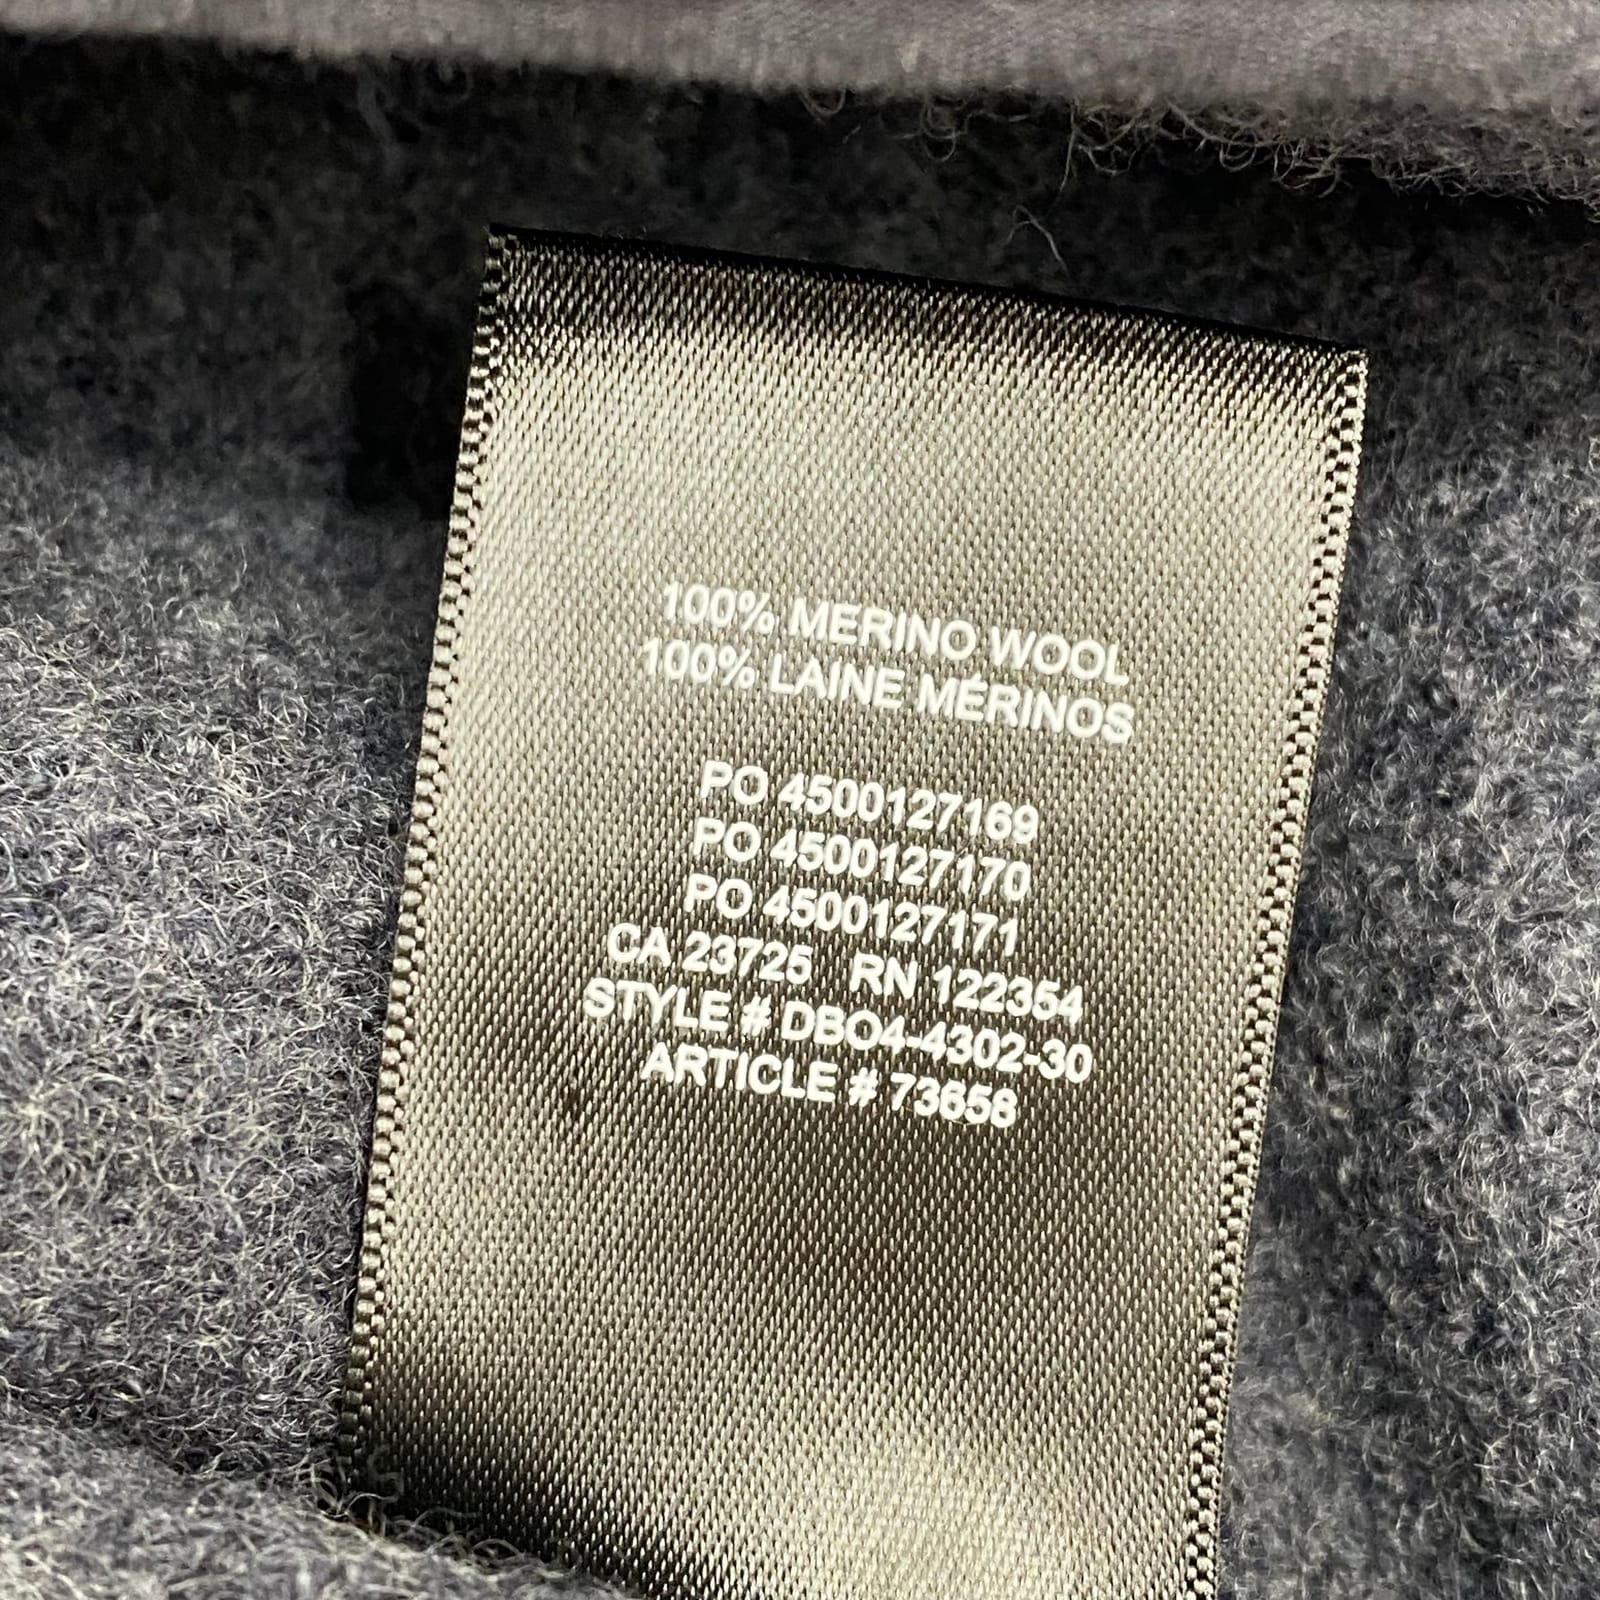 100% MERINO WOOL
100% LAINE MÉRINOS
PO 4500127169
PO 4500127170
PO 4500127171
CA 23725 RN 122354
STYLE # DBO4-4302-30
ARTICLE # 73658